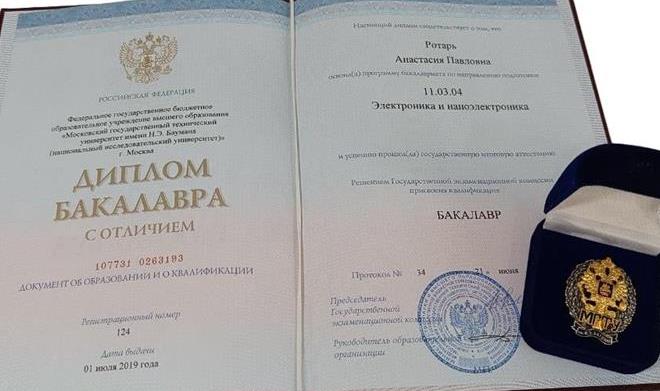 РОССИЙСКАЯ ФЕДЕРАЦИЯ
Федеральное государственное бюджетное
образовательное учреждение высшего образования
«Московский государственный технический
университет имени Н.Э. Баумана
(национальный исследовательский университет)»
г. Москва
ДИПЛОМ
БАКАЛАВРА
С ОТЛИЧИЕМ
107731 0263193
ДОКУМЕНТ ОБ ОБРАЗОВАНИИ И О КВАЛИФИКАЦИИ
Регистрационный номер
124
Дата выдачи
01 июля 2019 года
Настоящий диплом свидетельствует о том, что
Ротарь
Анастасия Павловна
освоил(а) программу бакалавриата по направлению подготовки
11.03.04
Электроника и наноэлектроника
и успешно прошёл(ла) государственную итоговую аттестацию
Решением Государственной экзаменационной комиссии
присвоена квалификация
БАКАЛАВР
Протокол № 34 21 июня
Председатель
Государственной
экзаменационной
Руководитель
организации
МГТУ